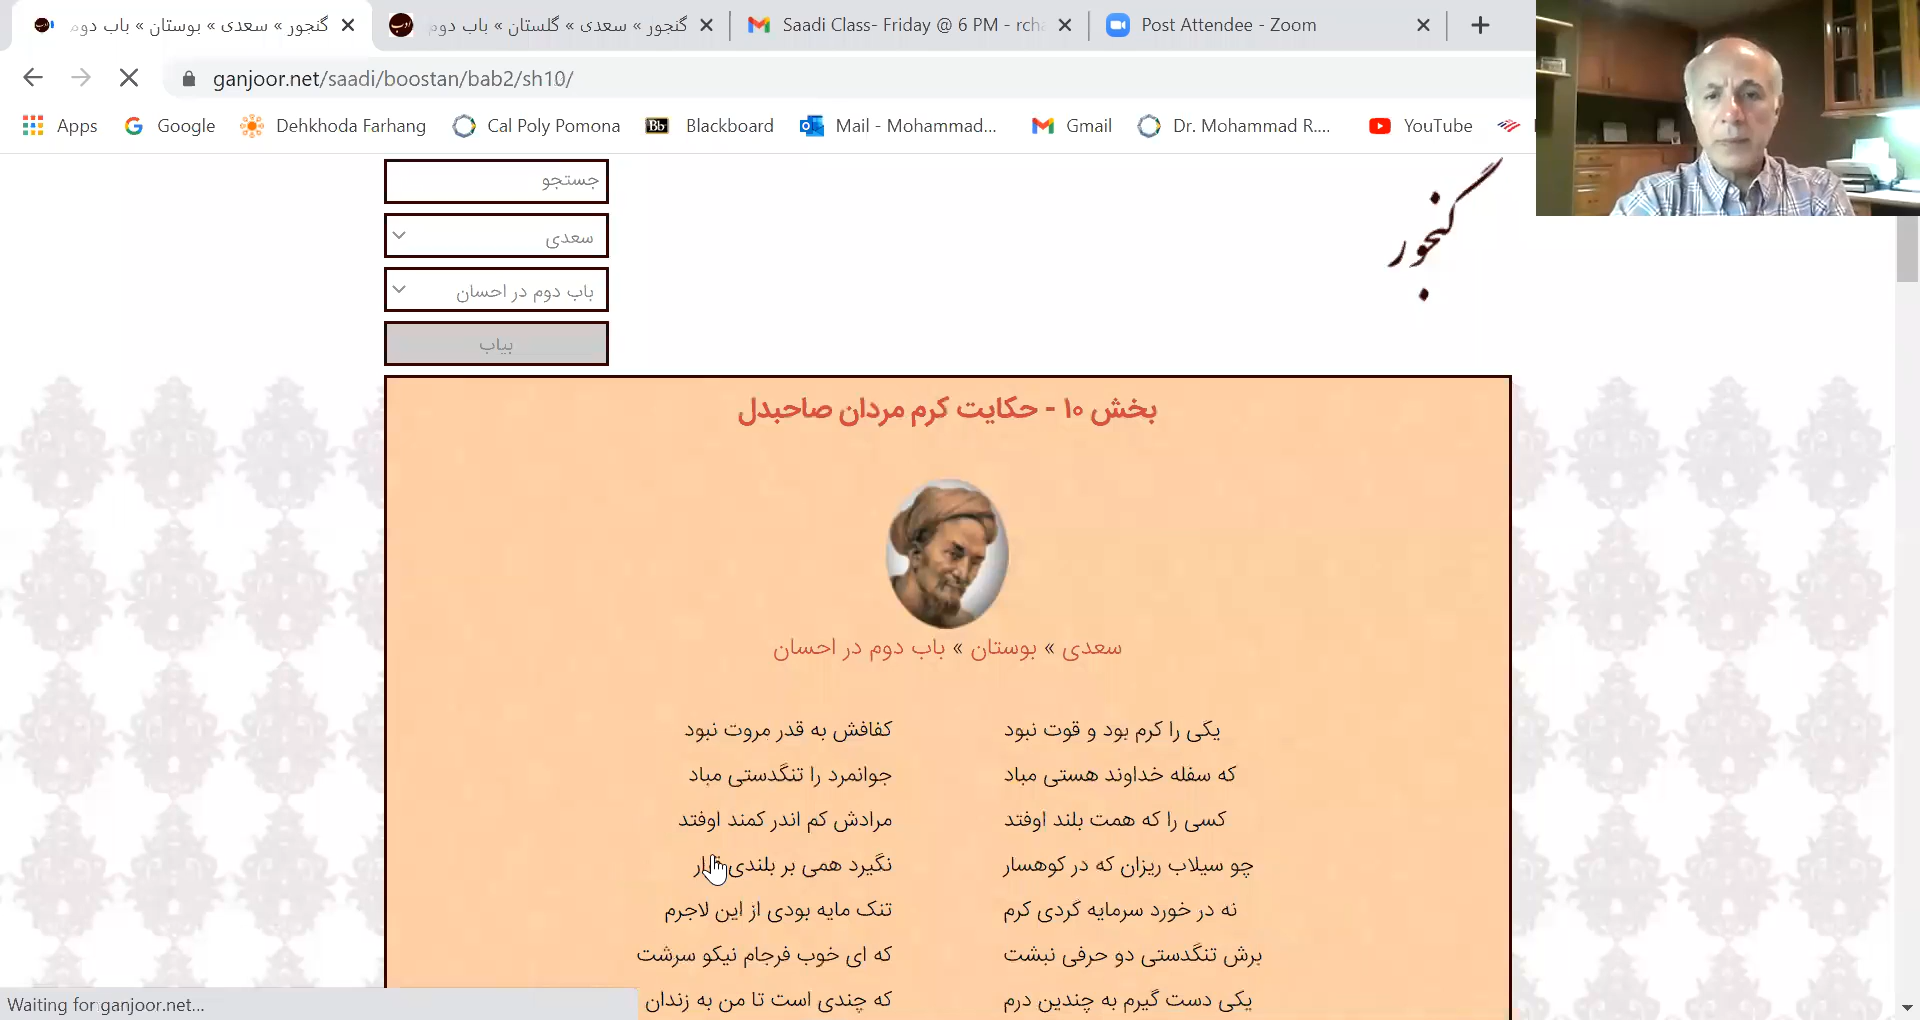 گنجور » سعدی » بوستان » باب دوم
گنجور » سعدی » گلستان » باب دوم
Saadi Class- Friday @ 6 PM - rcha
Post Attendee - Zoom
ganjoor.net/saadi/boostan/bab2/sh10/
Apps
Google
Dehkhoda Farhang
Cal Poly Pomona
Bb
Blackboard
Mail - Mohammad...
Gmail
Dr. Mohammad R....
YouTube
جستجو
گنجور
سعدی
باب دوم در احسان
بیاب
بخش ۱۰ - حکایت کرم مردان صاحبدل
سعدی » بوستان » باب دوم در احسان
یکی را کرم بود و قوت نبود کفافش به قدر مروت نبود
که سفله خداوند هستی مباد جوانمرد را تنگدستی مباد
کسی را که همت بلند اوفتد مرادش کم اندر کمند اوفتد
چو سیلاب ریزان که در کوهسار نگیرد همی بر بلندی قرار
نه در خورد سرمایه کردی کرم تنک مایه بودی از این لاجرم
برش تنگدستی دو حرفی نبشت که ای خوب فرجام نیکو سرشت
یکی دست گیرم به چندین درم که چندی است تا من به زندان
Waiting for ganjoor.net...